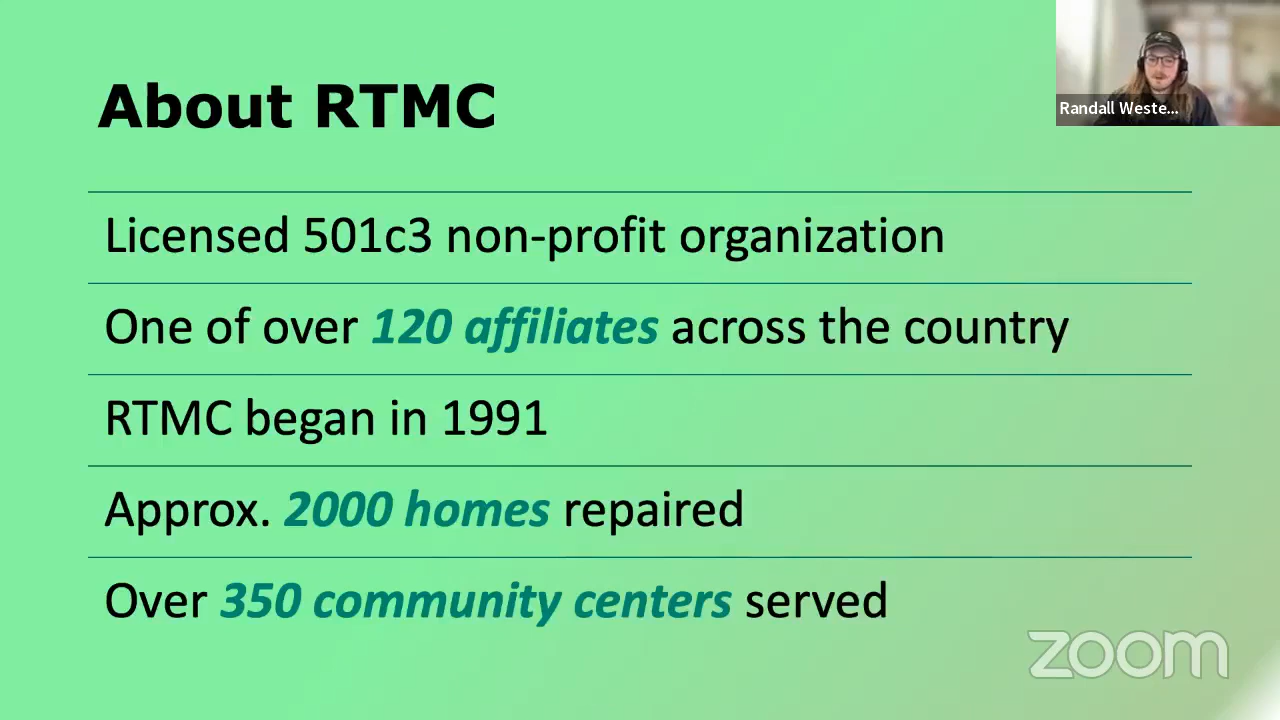 About RTMC
Randall Weste...
Licensed 501c3 non-profit organization
One of over 120 affiliates across the country
RTMC began in 1991
Approx. 2000 homes repaired
Over 350 community centers served
zoom